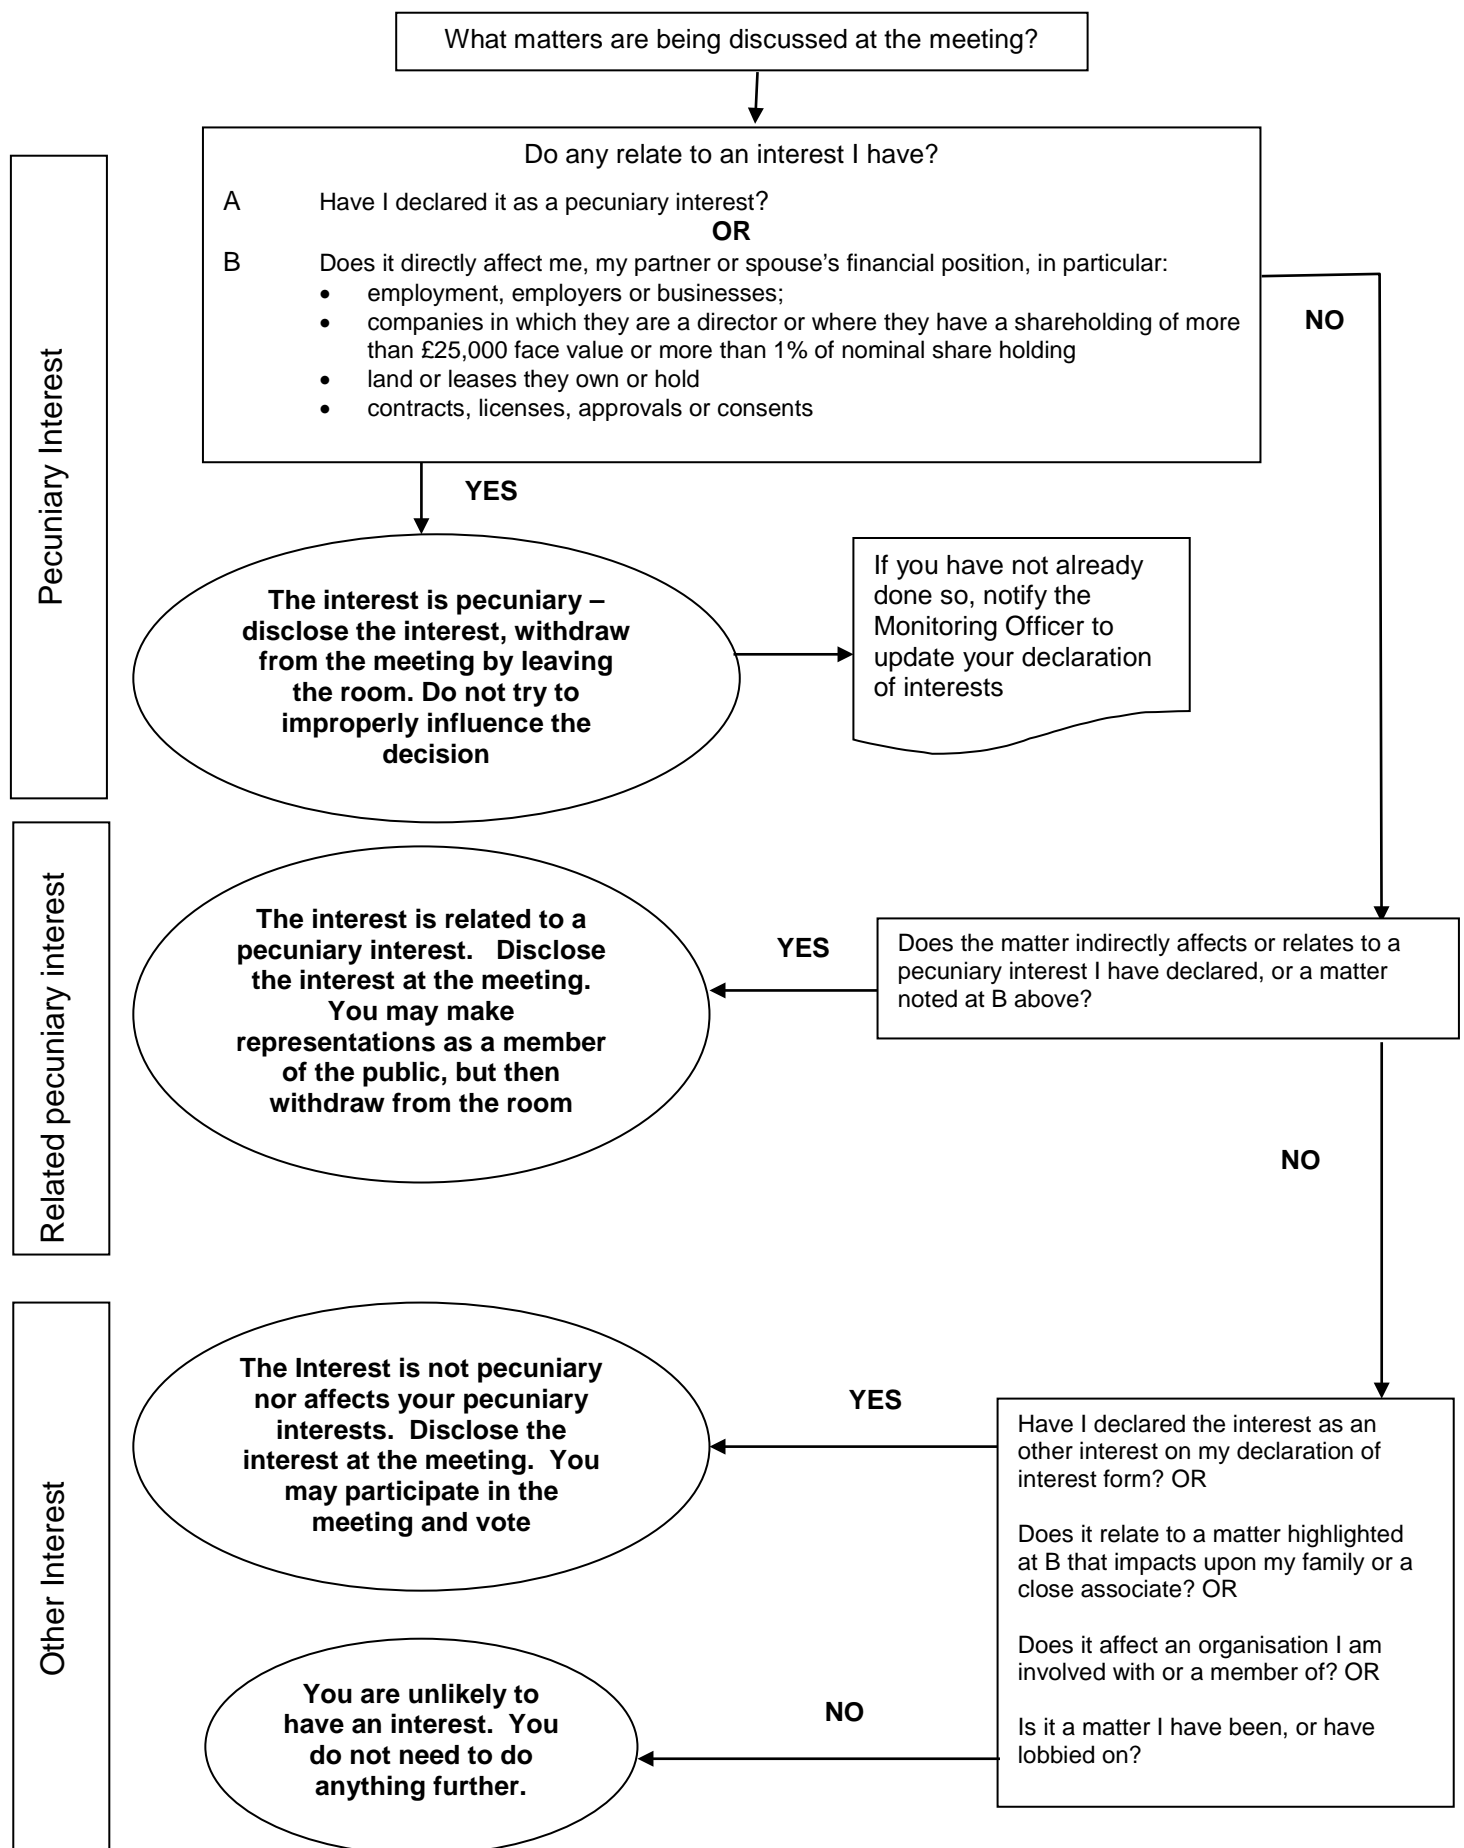 What matters are being discussed at the meeting?
Pecuniary Interest
Do any relate to an interest I have?
A Have I declared it as a pecuniary interest?
OR
B Does it directly affect me, my partner or spouse's financial position, in particular:
• employment, employers or businesses;
• companies in which they are a director or where they have a shareholding of more
than £25,000 face value or more than 1% of nominal share holding
• land or leases they own or hold
• contracts, licenses, approvals or consents
NO
YES
The interest is pecuniary –
disclose the interest, withdraw
from the meeting by leaving
the room. Do not try to
improperly influence the
decision
If you have not already
done so, notify the
Monitoring Officer to
update your declaration
of interests
Related pecuniary interest
The interest is related to a
pecuniary interest. Disclose
the interest at the meeting.
You may make
representations as a member
of the public, but then
withdraw from the room
YES
Does the matter indirectly affects or relates to a
pecuniary interest I have declared, or a matter
noted at B above?
NO
Other Interest
The Interest is not pecuniary
nor affects your pecuniary
interests. Disclose the
interest at the meeting. You
may participate in the
meeting and vote
YES
Have I declared the interest as an
other interest on my declaration of
interest form? OR
Does it relate to a matter highlighted
at B that impacts upon my family or a
close associate? OR
Does it affect an organisation I am
involved with or a member of? OR
Is it a matter I have been, or have
lobbied on?
NO
You are unlikely to
have an interest. You
do not need to do
anything further.